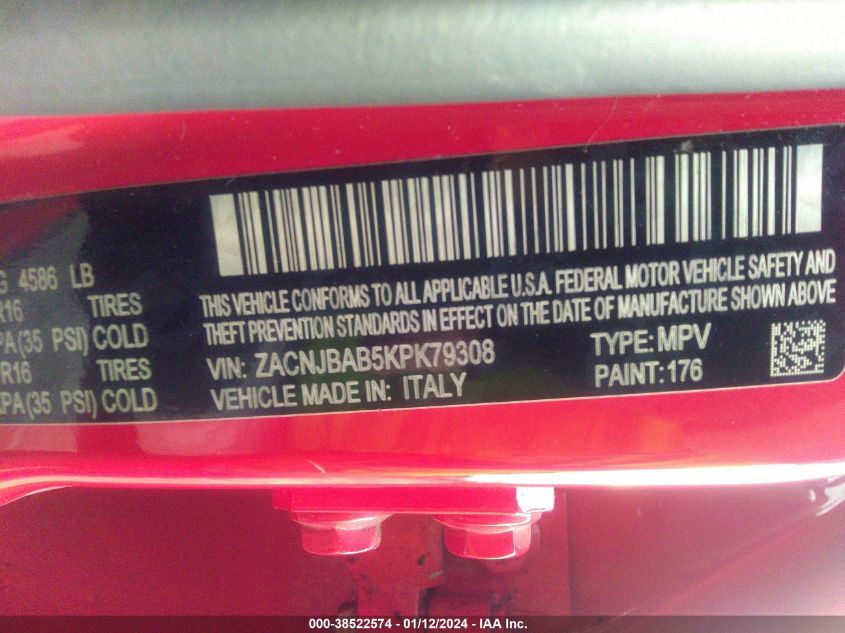 G 4586 LB
R16 TIRES
PA(35 PSI) COLD
R16 TIRES
KPA(35 PSI) COLD
THIS VEHICLE CONFORMS TO ALL APPLICABLE U.S.A. FEDERAL MOTOR VEHICLE SAFETY AND
THEFT PREVENTION STANDARDS IN EFFECT ON THE DATE OF MANUFACTURE SHOWN ABOVE
VIN: ZACNJBAB5KPK79308 TYPE: MPV
VEHICLE MADE IN: ITALY PAINT: 176
000-38522574 - 01/12/2024 - IAA Inc.